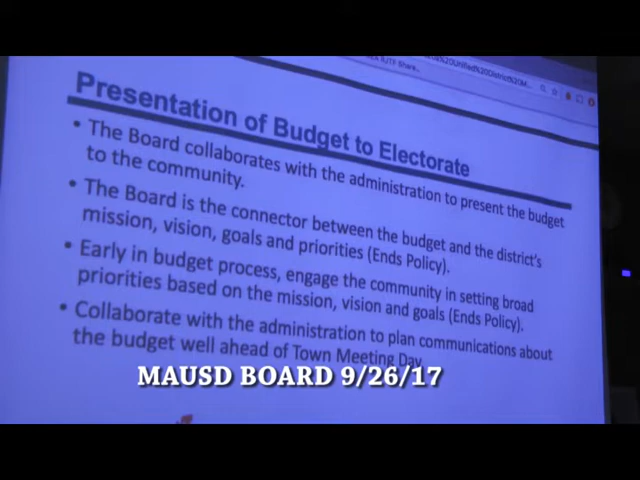 Presentation of Budget to Electorate
• The Board collaborates with the administration to present the budget
to the community.
• The Board is the connector between the budget and the district's
mission, vision, goals and priorities (Ends Policy).
• Early in budget process, engage the community in setting broad
priorities based on the mission, vision and goals (Ends Policy).
• Collaborate with the administration to plan communications about
the budget well ahead of Town Meeting Day
MAUSD BOARD 9/26/17